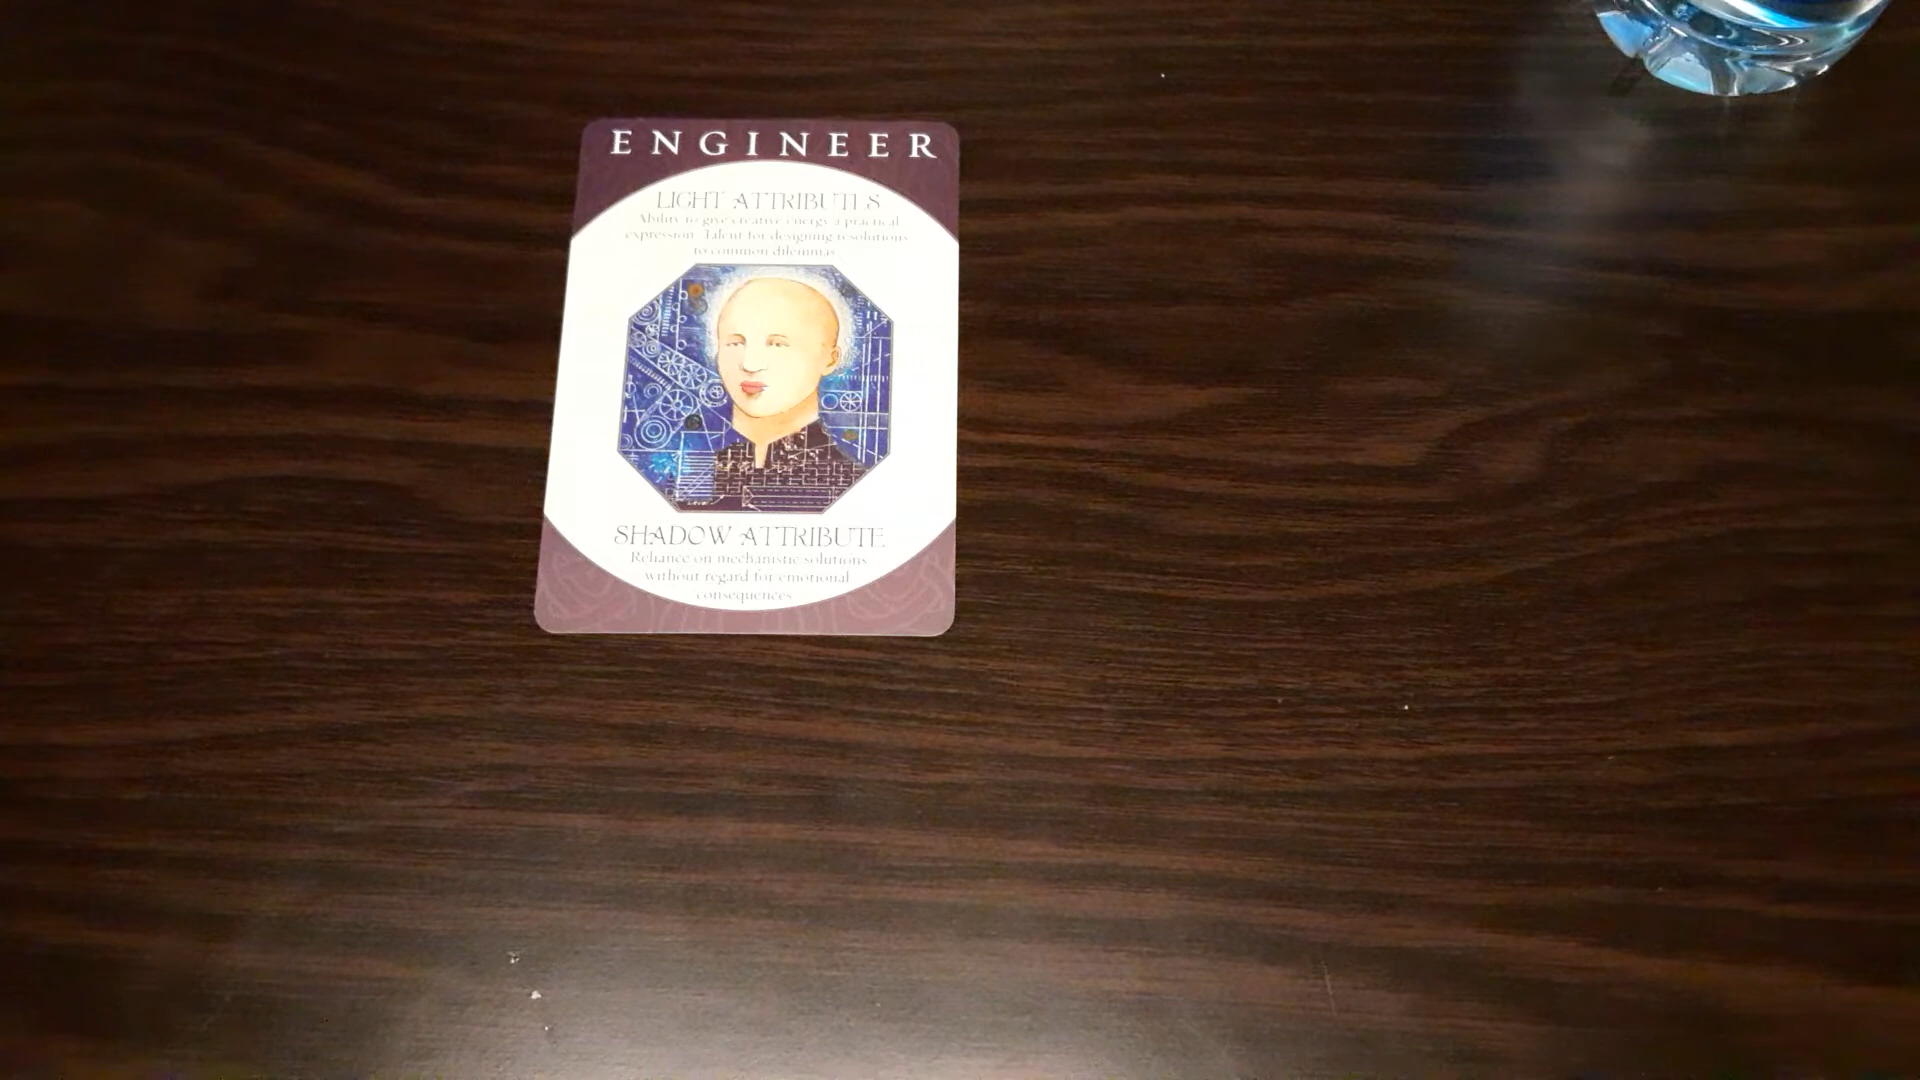 ENGINEER
LIGHT ATTRIBUTES
Ability to give creative energy a practical
expression. Talent for designing resolutions
to common dilemmas.
SHADOW ATTRIBUTE
Reliance on mechanistic solutions
without regard for emotional
consequences.